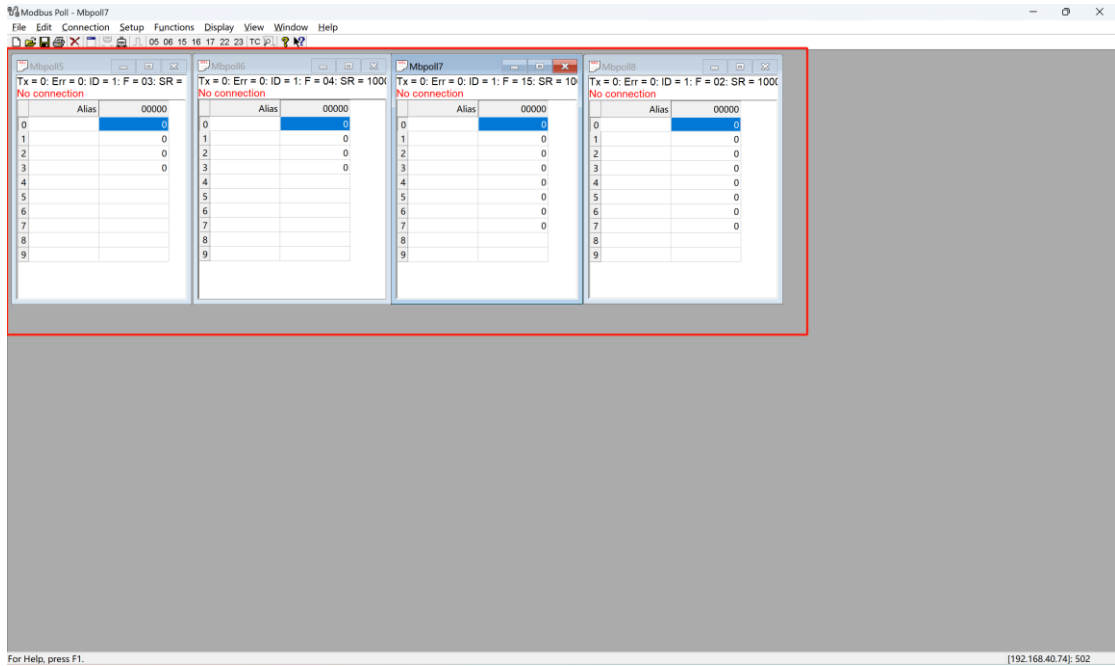 Modbus Poll - Mbpoll7
File Edit Connection Setup Functions Display View Window Help
05 06 15 16 17 22 23 TC
Mbpoll5
Tx = 0: Err = 0: ID = 1: F = 03: SR =
No connection
Alias 00000
0 0
1 0
2 0
3 0
4
5
6
7
8
9
Mbpoll6
Tx = 0: Err = 0: ID = 1: F = 04: SR = 100
No connection
Alias 00000
0 0
1 0
2 0
3 0
4
5
6
7
8
9
Mbpoll7
Tx = 0: Err = 0: ID = 1: F = 15: SR = 10
No connection
Alias 00000
0 0
1 0
2 0
3 0
4 0
5 0
6 0
7 0
8
9
Mbpoll8
Tx = 0: Err = 0: ID = 1: F = 02: SR = 100
No connection
Alias 00000
0 0
1 0
2 0
3 0
4 0
5 0
6 0
7 0
8
9
For Help, press F1.
[192.168.40.74]: 502